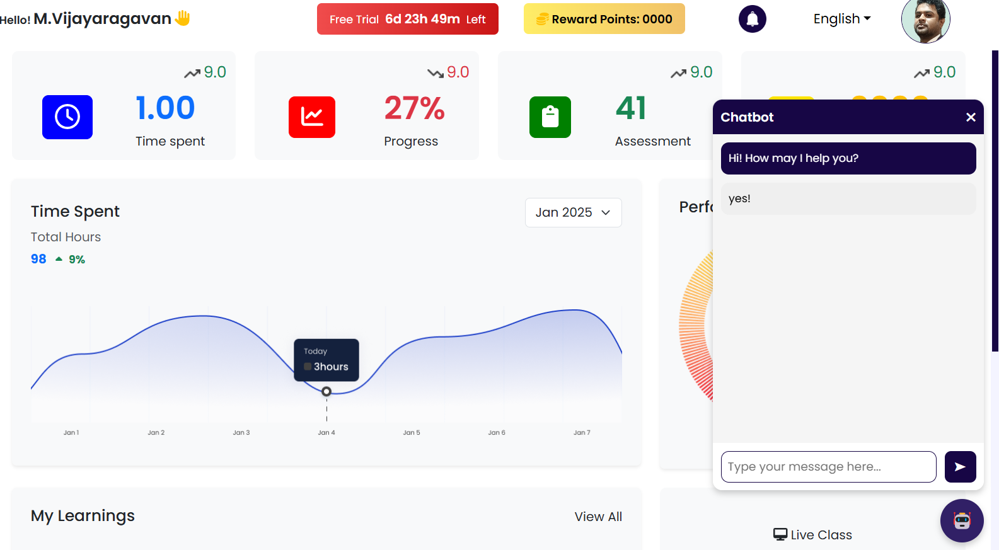 Hello! M.Vijayaragavan
Free Trial 6d 23h 49m Left
Reward Points: 0000
English
9.0
1.00
Time spent
9.0
27%
Progress
9.0
41
Assessment
9.0
Chatbot
Hi! How may I help you?
yes!
Type your message here...
Time Spent
Jan 2025
Total Hours
98 9%
Today
3hours
Jan 1 Jan 2 Jan 3 Jan 4 Jan 5 Jan 6 Jan 7
My Learnings
View All
Live Class